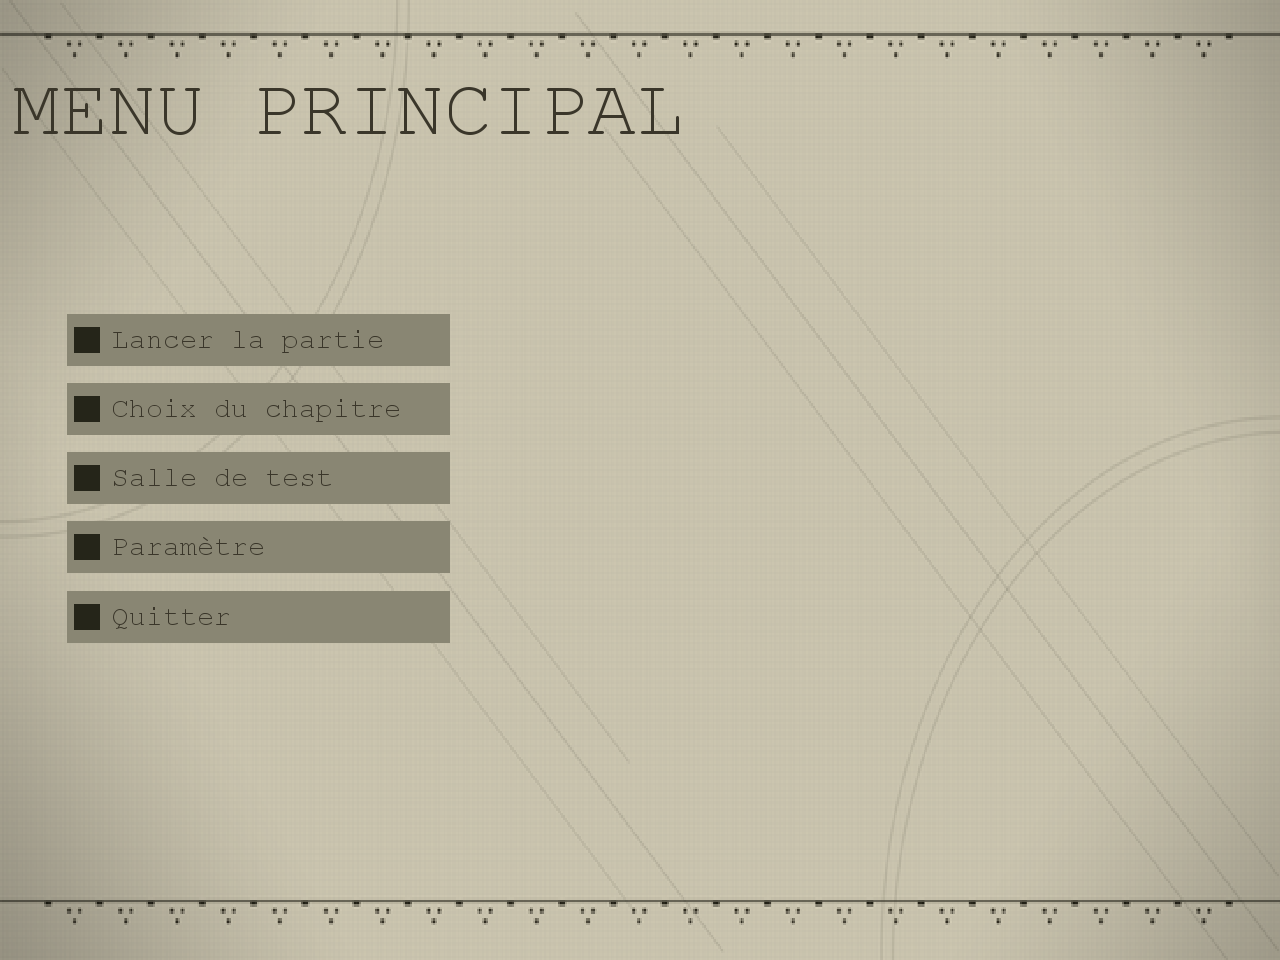 MENU PRINCIPAL
Lancer la partie
Choix du chapitre
Salle de test
Paramètre
Quitter